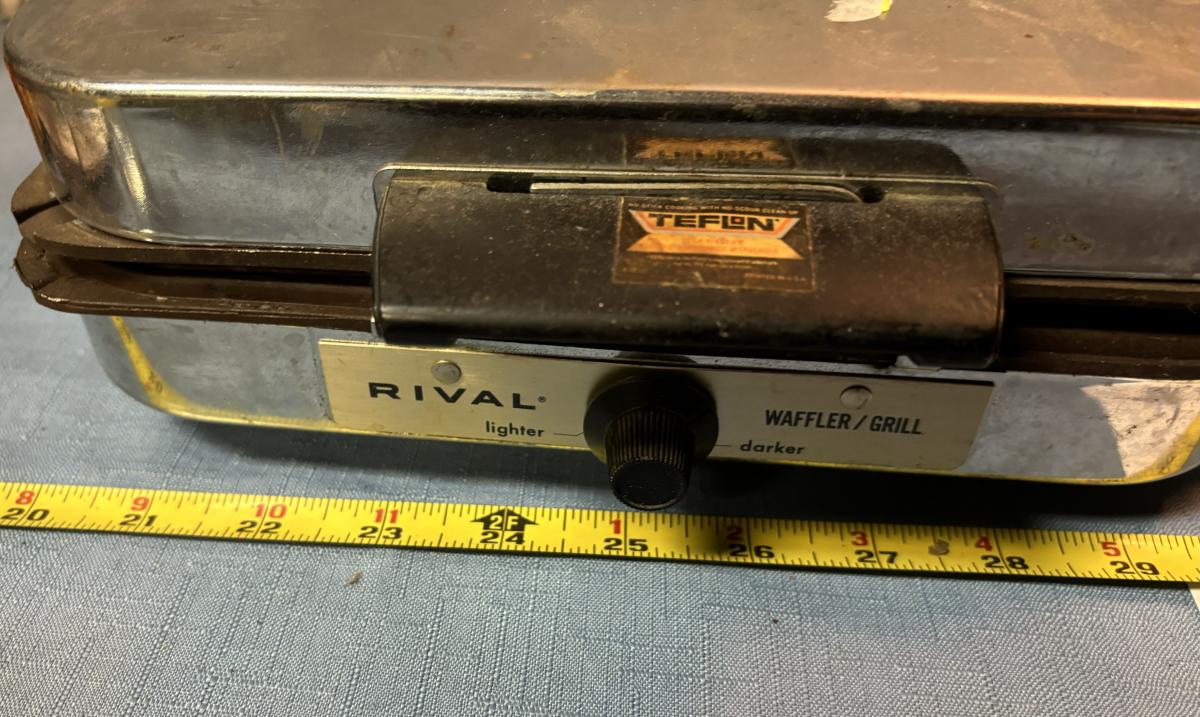 TEFLON
RIVAL®
lighter
darker
WAFFLER / GRILL
8 9 10 11 2F 1 2 3 4 5
20 21 22 23 24 25 26 27 28 29